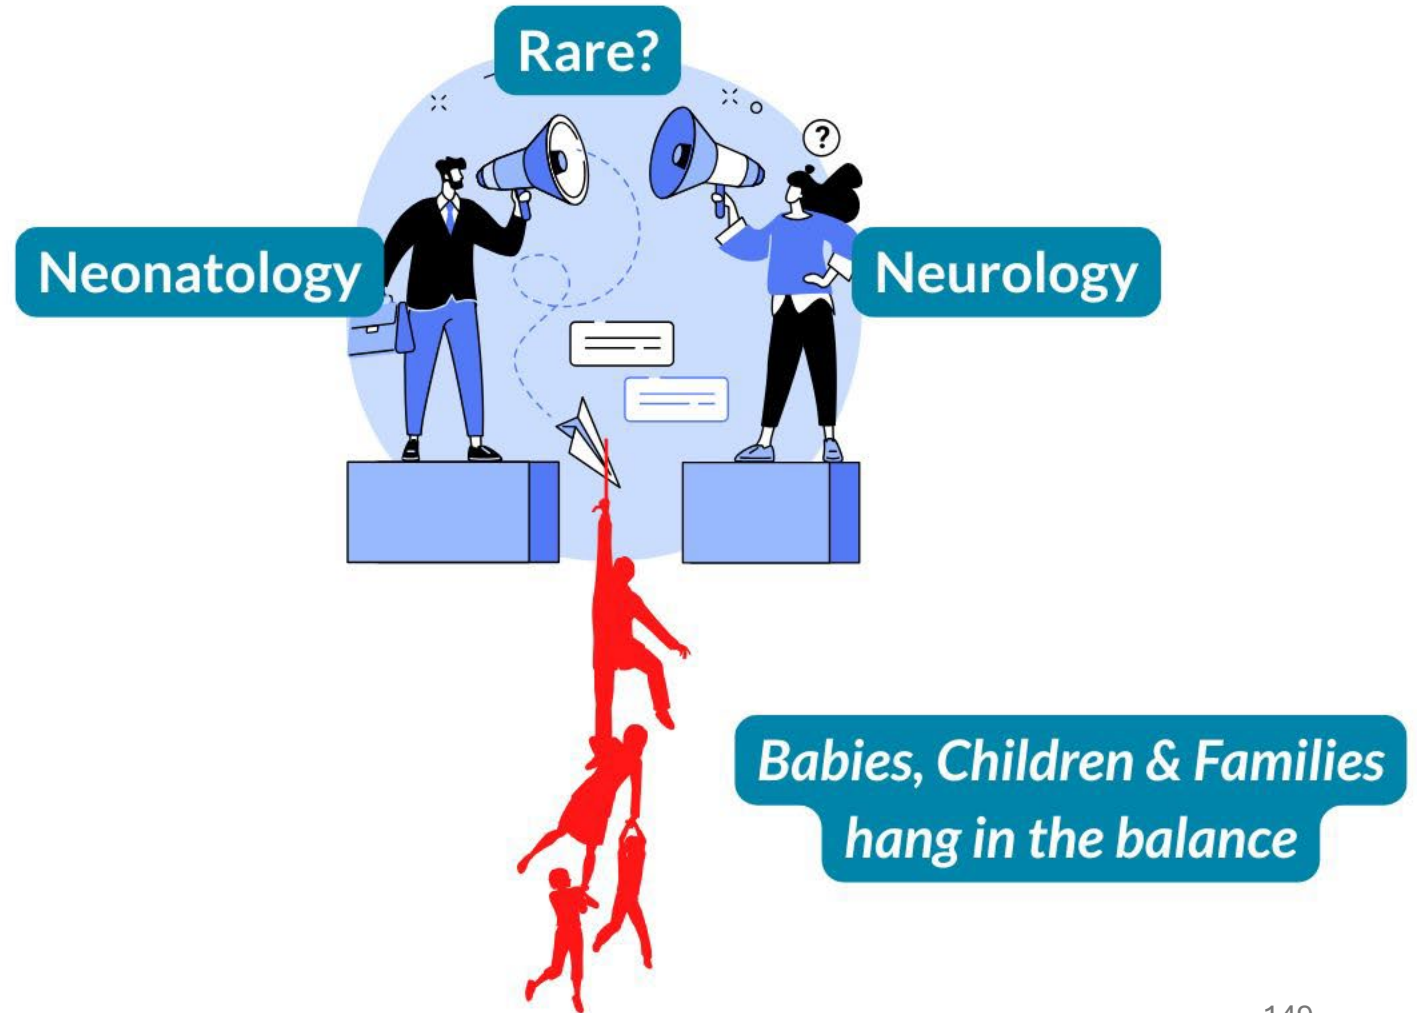 Rare?
?
Neonatology
Neurology
Babies, Children & Families
hang in the balance